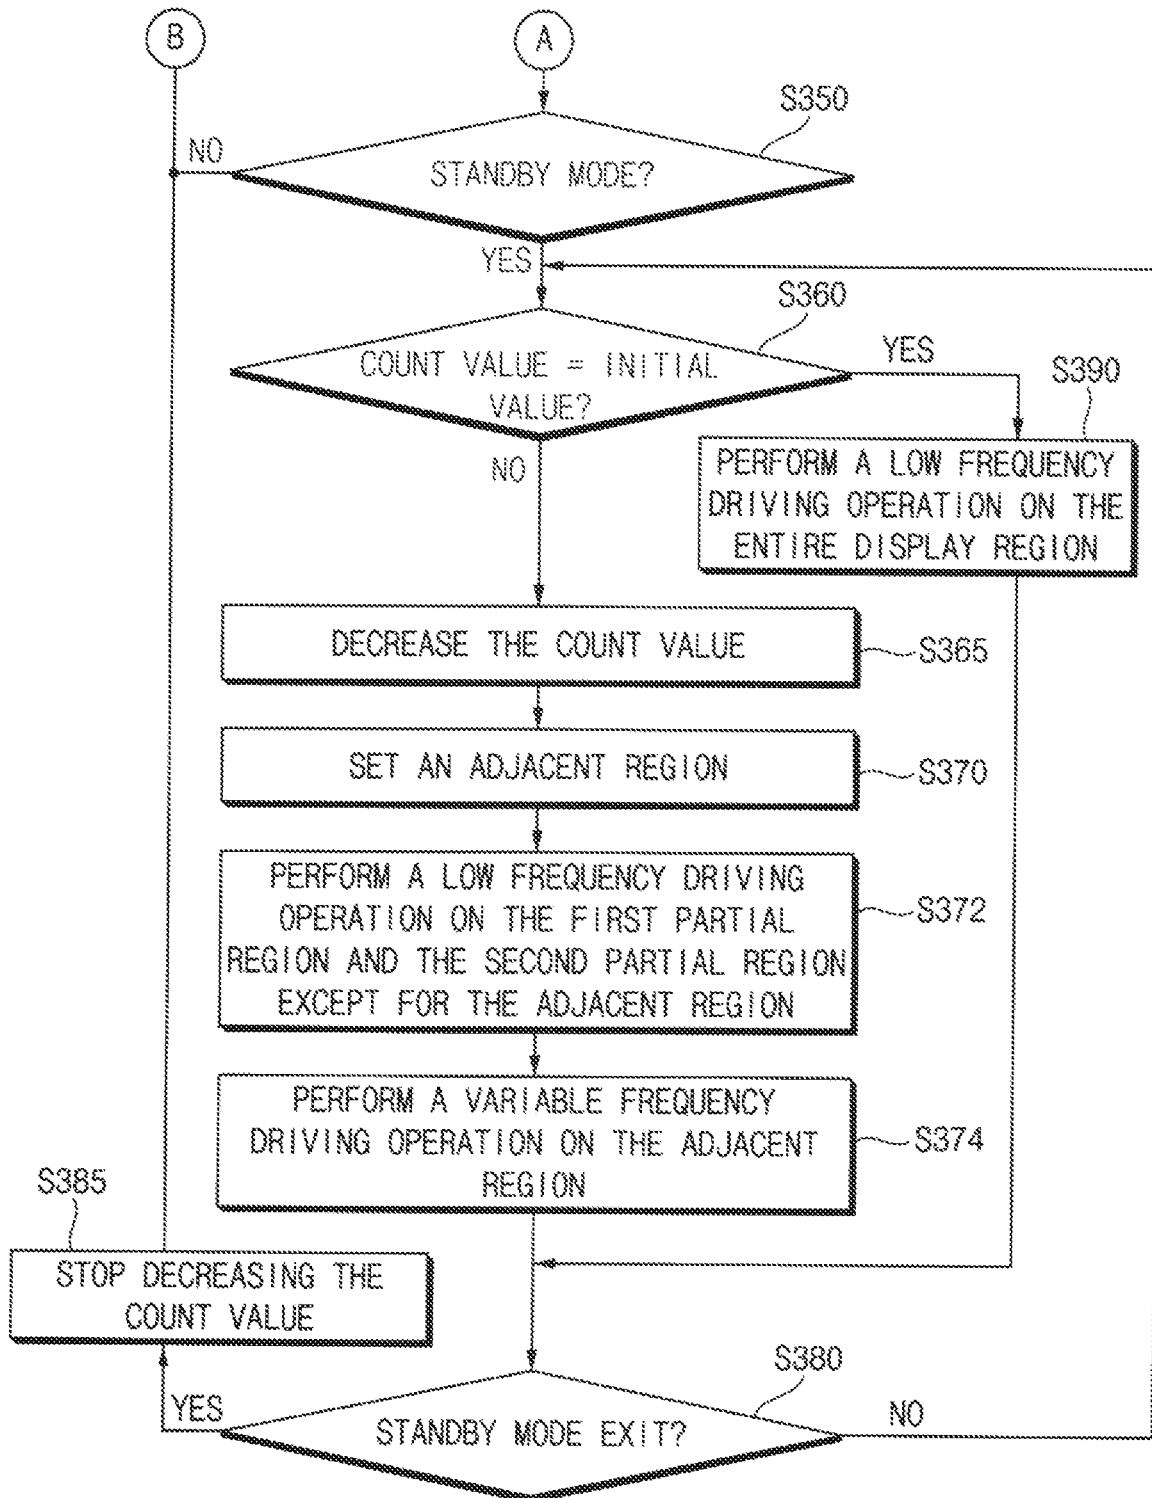 B
A
S350
NO
STANDBY MODE?
YES
S360
COUNT VALUE = INITIAL
VALUE?
YES
S390
NO
PERFORM A LOW FREQUENCY
DRIVING OPERATION ON THE
ENTIRE DISPLAY REGION
DECREASE THE COUNT VALUE
S365
SET AN ADJACENT REGION
S370
PERFORM A LOW FREQUENCY DRIVING
OPERATION ON THE FIRST PARTIAL
REGION AND THE SECOND PARTIAL REGION
EXCEPT FOR THE ADJACENT REGION
S372
PERFORM A VARIABLE FREQUENCY
DRIVING OPERATION ON THE ADJACENT
REGION
S374
S385
STOP DECREASING THE
COUNT VALUE
S380
YES
STANDBY MODE EXIT?
NO